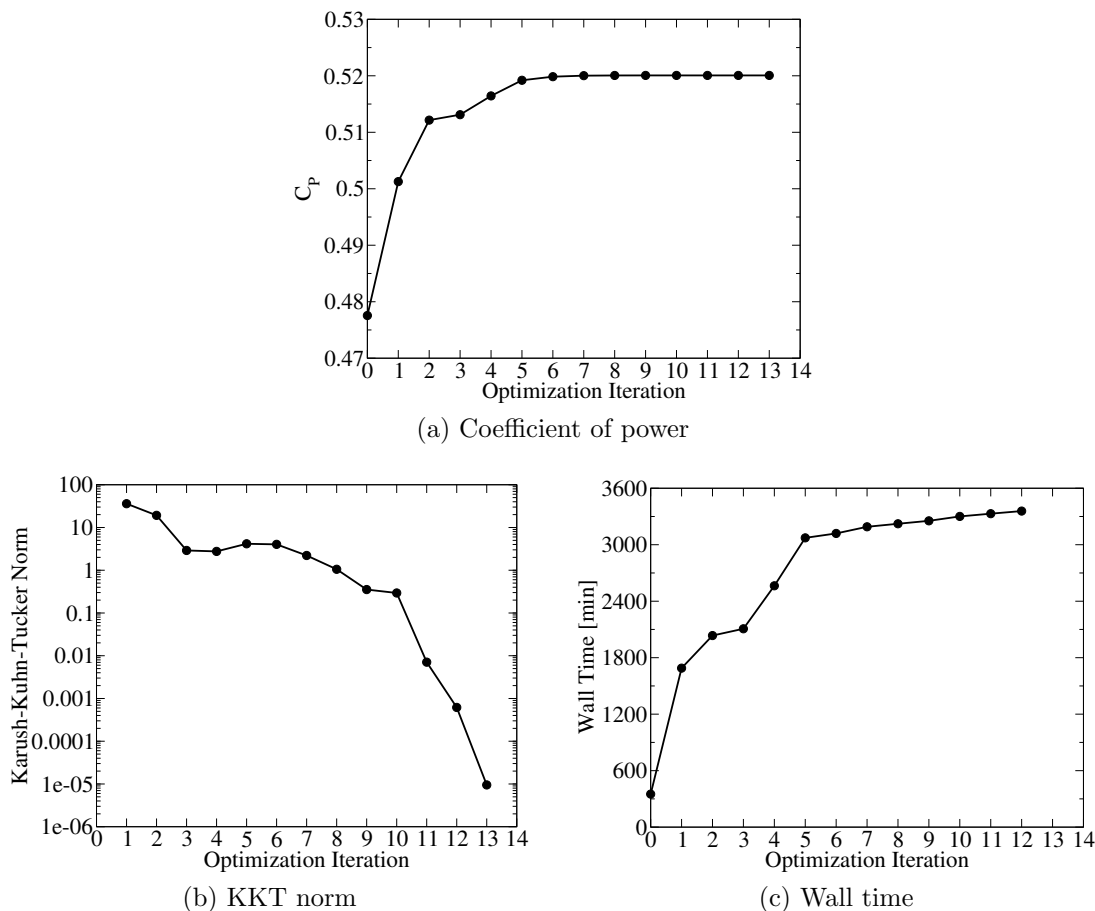 0.53
0.52
0.51
0.5
0.49
0.48
0.47
C_P
0 1 2 3 4 5 6 7 8 9 10 11 12 13 14
Optimization Iteration
(a) Coefficient of power
100
10
1
0.1
0.01
0.001
0.0001
1e-05
1e-06
Karush-Kuhn-Tucker Norm
0 1 2 3 4 5 6 7 8 9 10 11 12 13 14
Optimization Iteration
(b) KKT norm
3600
3000
2400
1800
1200
600
0
Wall Time [min]
0 1 2 3 4 5 6 7 8 9 10 11 12 13 14
Optimization Iteration
(c) Wall time